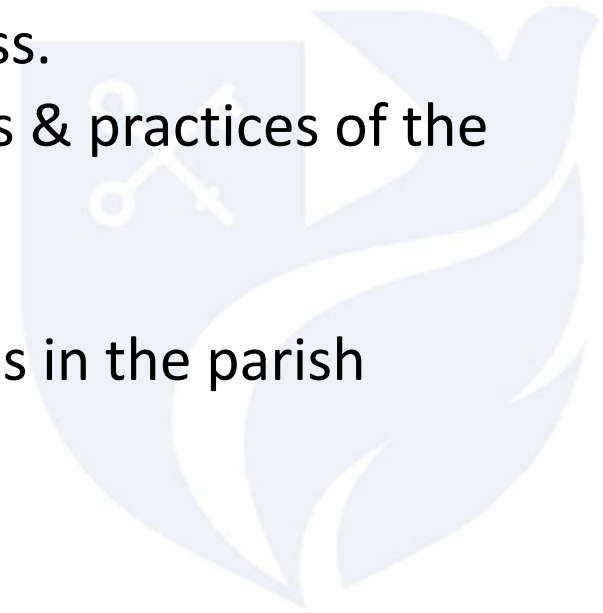 ss.
s & practices of the
s in the parish